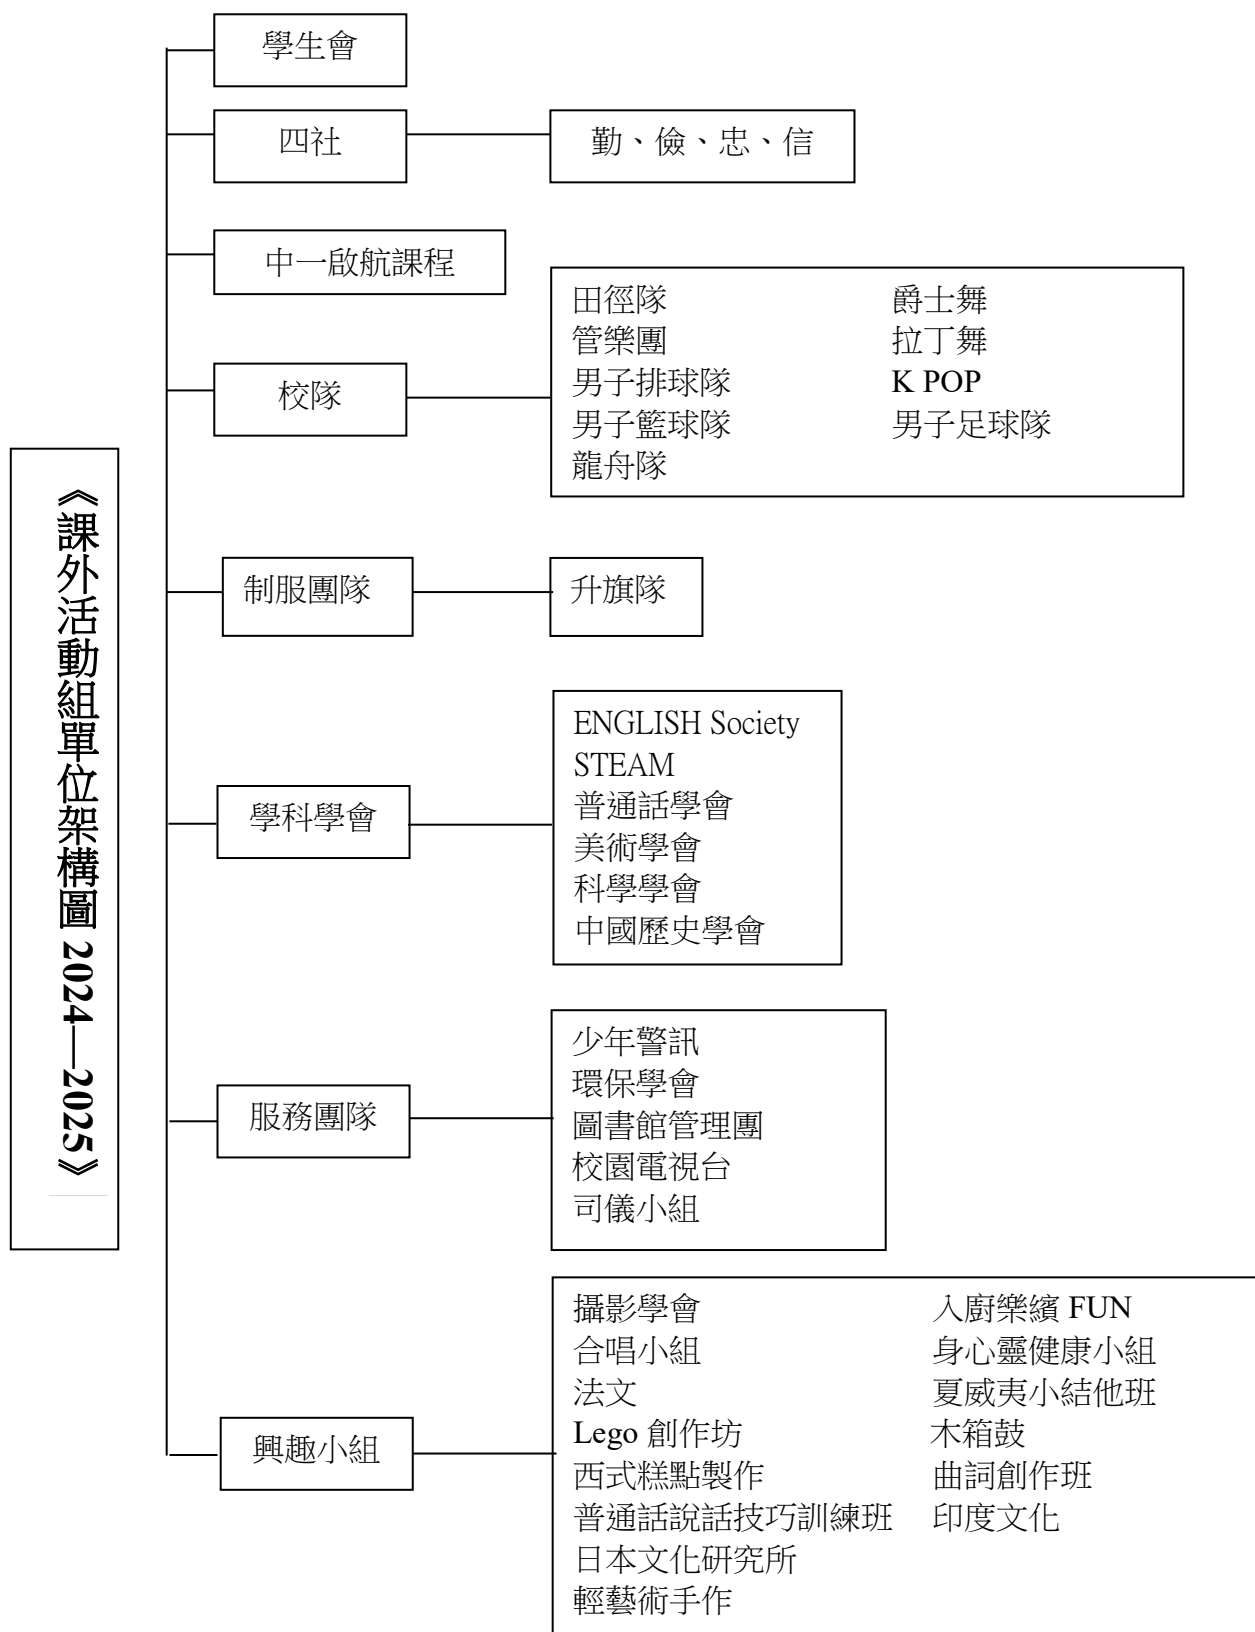 《課外活動組單位架構圖 2024—2025》
學生會
四社
勤、儉、忠、信
中一啟航課程
校隊
田徑隊
爵士舞
管樂團
拉丁舞
男子排球隊
K POP
男子籃球隊
男子足球隊
龍舟隊
制服團隊
升旗隊
學科學會
ENGLISH Society
STEAM
普通話學會
美術學會
科學學會
中國歷史學會
服務團隊
少年警訊
環保學會
圖書館管理團
校園電視台
司儀小組
興趣小組
攝影學會
入廚樂繽 FUN
合唱小組
身心靈健康小組
法文
夏威夷小結他班
Lego 創作坊
木箱鼓
西式糕點製作
曲詞創作班
普通話說話技巧訓練班
印度文化
日本文化研究所
輕藝術手作